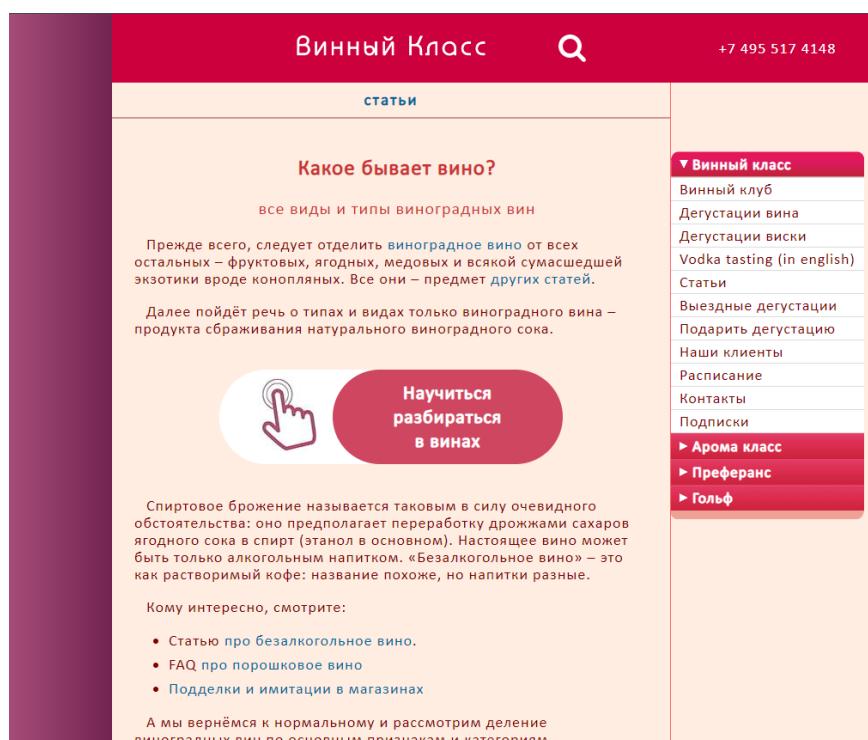 Винный Класс
+7 495 517 4148
статьи
Какое бывает вино?
все виды и типы виноградных вин
Прежде всего, следует отделить виноградное вино от всех
остальных – фруктовых, ягодных, медовых и всякой сумасшедшей
экзотики вроде конопляных. Все они – предмет других статей.
Далее пойдёт речь о типах и видах только виноградного вина –
продукта сбраживания натурального виноградного сока.
Научиться
разбираться
в винах
Спиртовое брожение называется таковым в силу очевидного
обстоятельства: оно предполагает переработку дрожжами сахаров
ягодного сока в спирт (этанол в основном). Настоящее вино может
быть только алкогольным напитком. «Безалкогольное вино» – это
как растворимый кофе: название похоже, но напитки разные.
Кому интересно, смотрите:
• Статью про безалкогольное вино.
• FAQ про порошковое вино
• Подделки и имитации в магазинах
А мы вернёмся к нормальному и рассмотрим деление
виноградных вин по основным признакам и категориям
▼ Винный класс
Винный клуб
Дегустации вина
Дегустации виски
Vodka tasting (in english)
Статьи
Выездные дегустации
Подарить дегустацию
Наши клиенты
Расписание
Контакты
Подписки
► Арома класс
► Преферанс
► Гольф